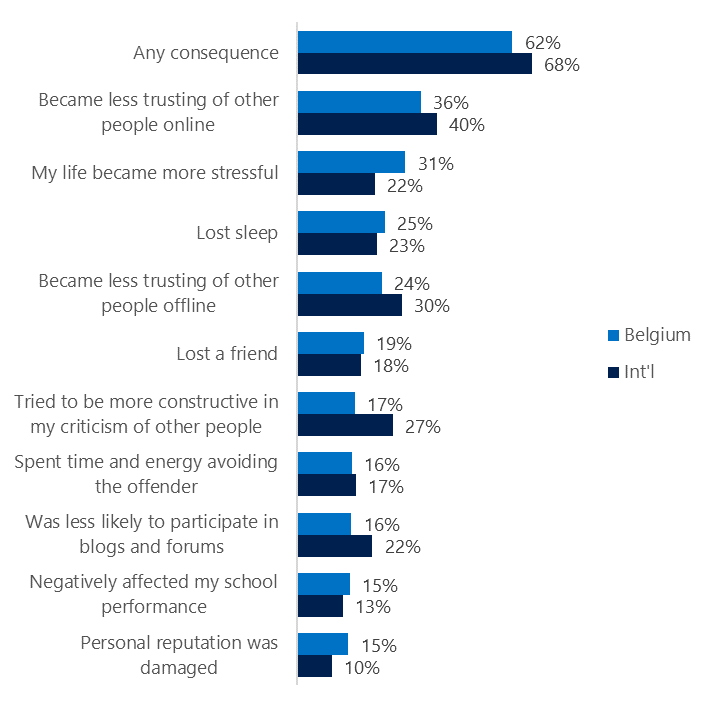 Any consequence
62%
68%
Became less trusting of other
people online
36%
40%
My life became more stressful
31%
22%
Lost sleep
25%
23%
Became less trusting of other
people offline
24%
30%
Lost a friend
19%
18%
Tried to be more constructive in
my criticism of other people
17%
27%
Spent time and energy avoiding
the offender
16%
17%
Was less likely to participate in
blogs and forums
16%
22%
Negatively affected my school
performance
15%
13%
Personal reputation was
damaged
15%
10%
Belgium
Int'l